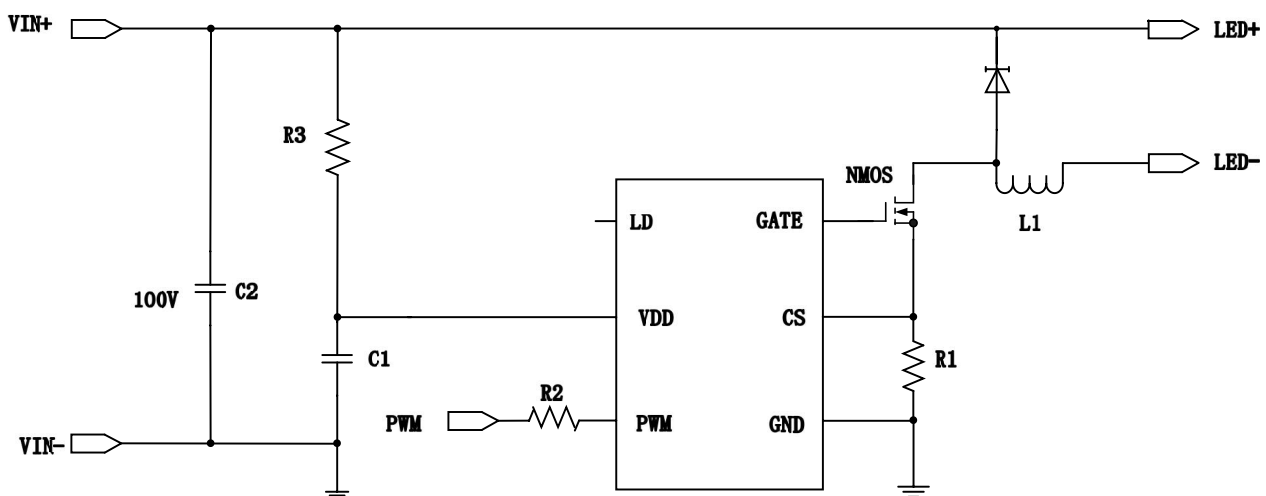 VIN+
LED+
R3
LED-
NMOS
LD
GATE
L1
100V
C2
VDD
CS
C1
R1
R2
PWM
PWM
GND
VIN-